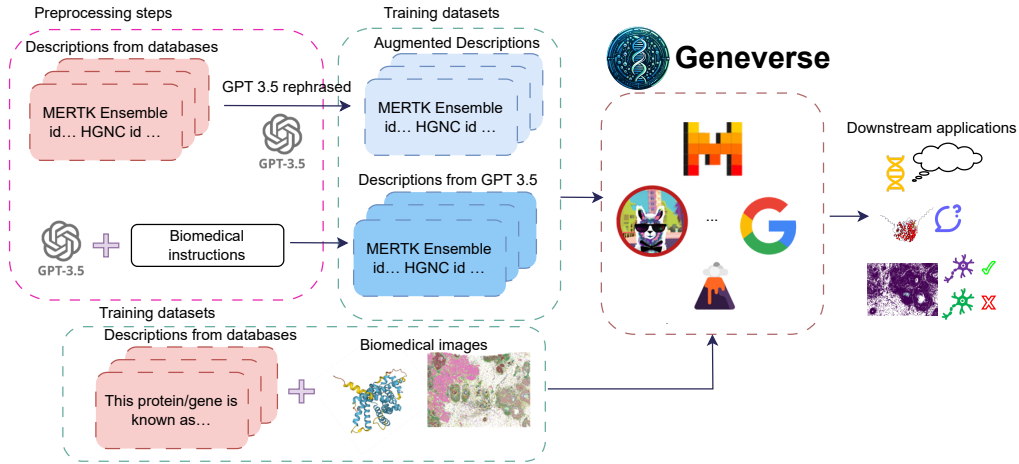 Preprocessing steps
Descriptions from databases
MERTK Ensemble
id... HGNC id ...
GPT 3.5 rephrased
GPT-3.5
GPT-3.5
Biomedical
instructions
Training datasets
Augmented Descriptions
MERTK Ensemble
id... HGNC id ...
Descriptions from GPT 3.5
MERTK Ensemble
id... HGNC id ...
Training datasets
Descriptions from databases
This protein/gene is
known as...
Biomedical images
Geneverse
...
Downstream applications